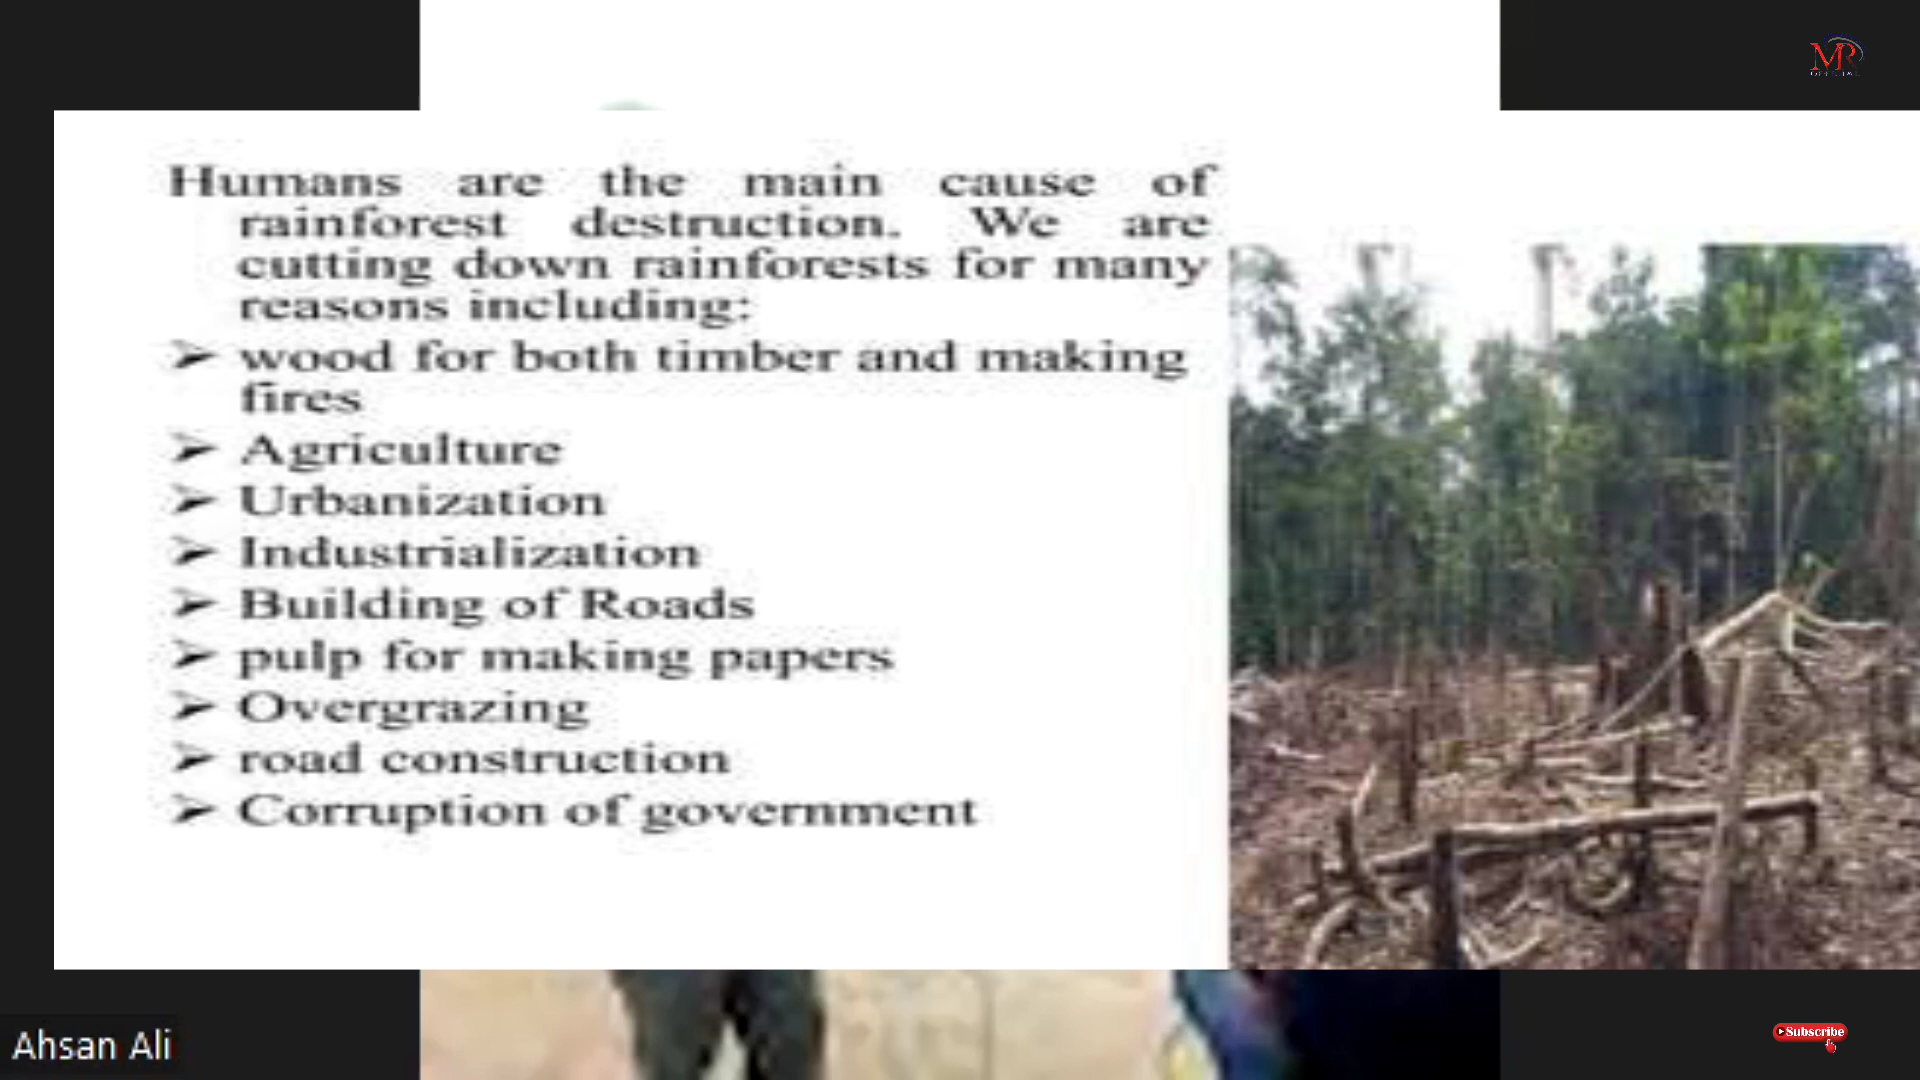 MR
OFFICIAL
Humans are the main cause of
rainforest destruction. We are
cutting down rainforests for many
reasons including:
➢ wood for both timber and making
fires
➢ Agriculture
➢ Urbanization
➢ Industrialization
➢ Building of Roads
➢ pulp for making papers
➢ Overgrazing
➢ road construction
➢ Corruption of government
Ahsan Ali
Subscribe